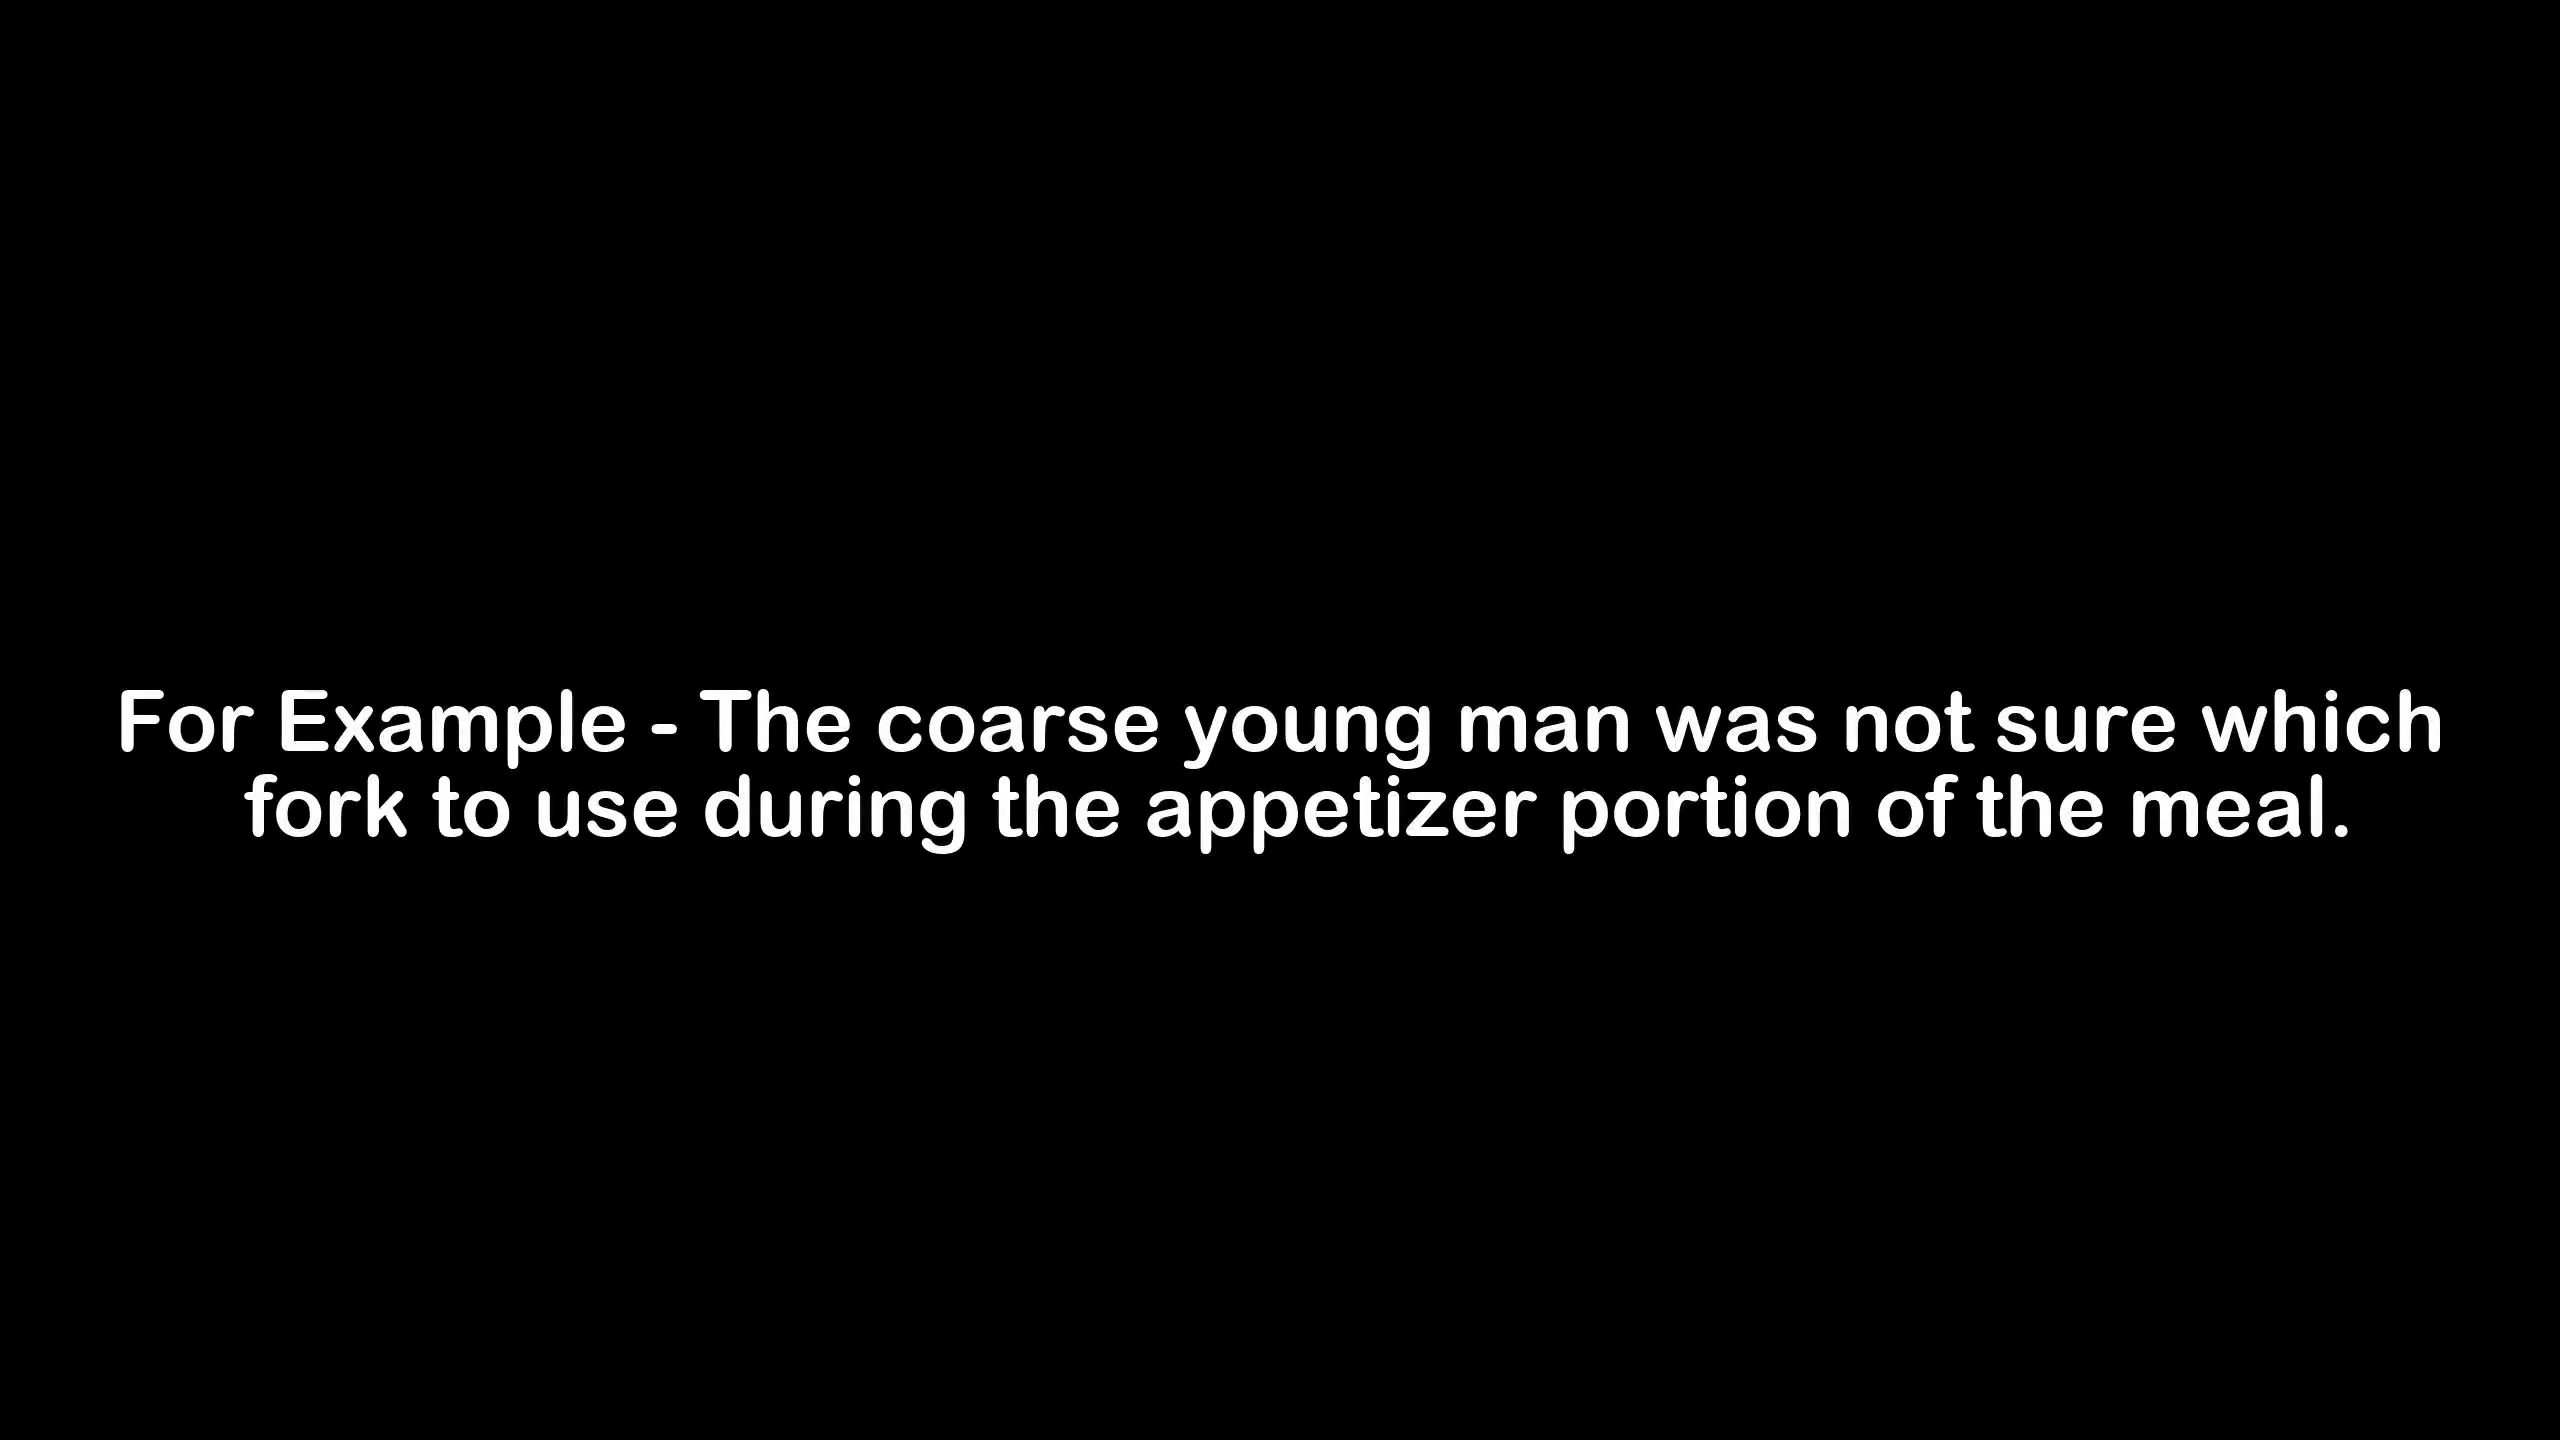 For Example - The coarse young man was not sure which
fork to use during the appetizer portion of the meal.